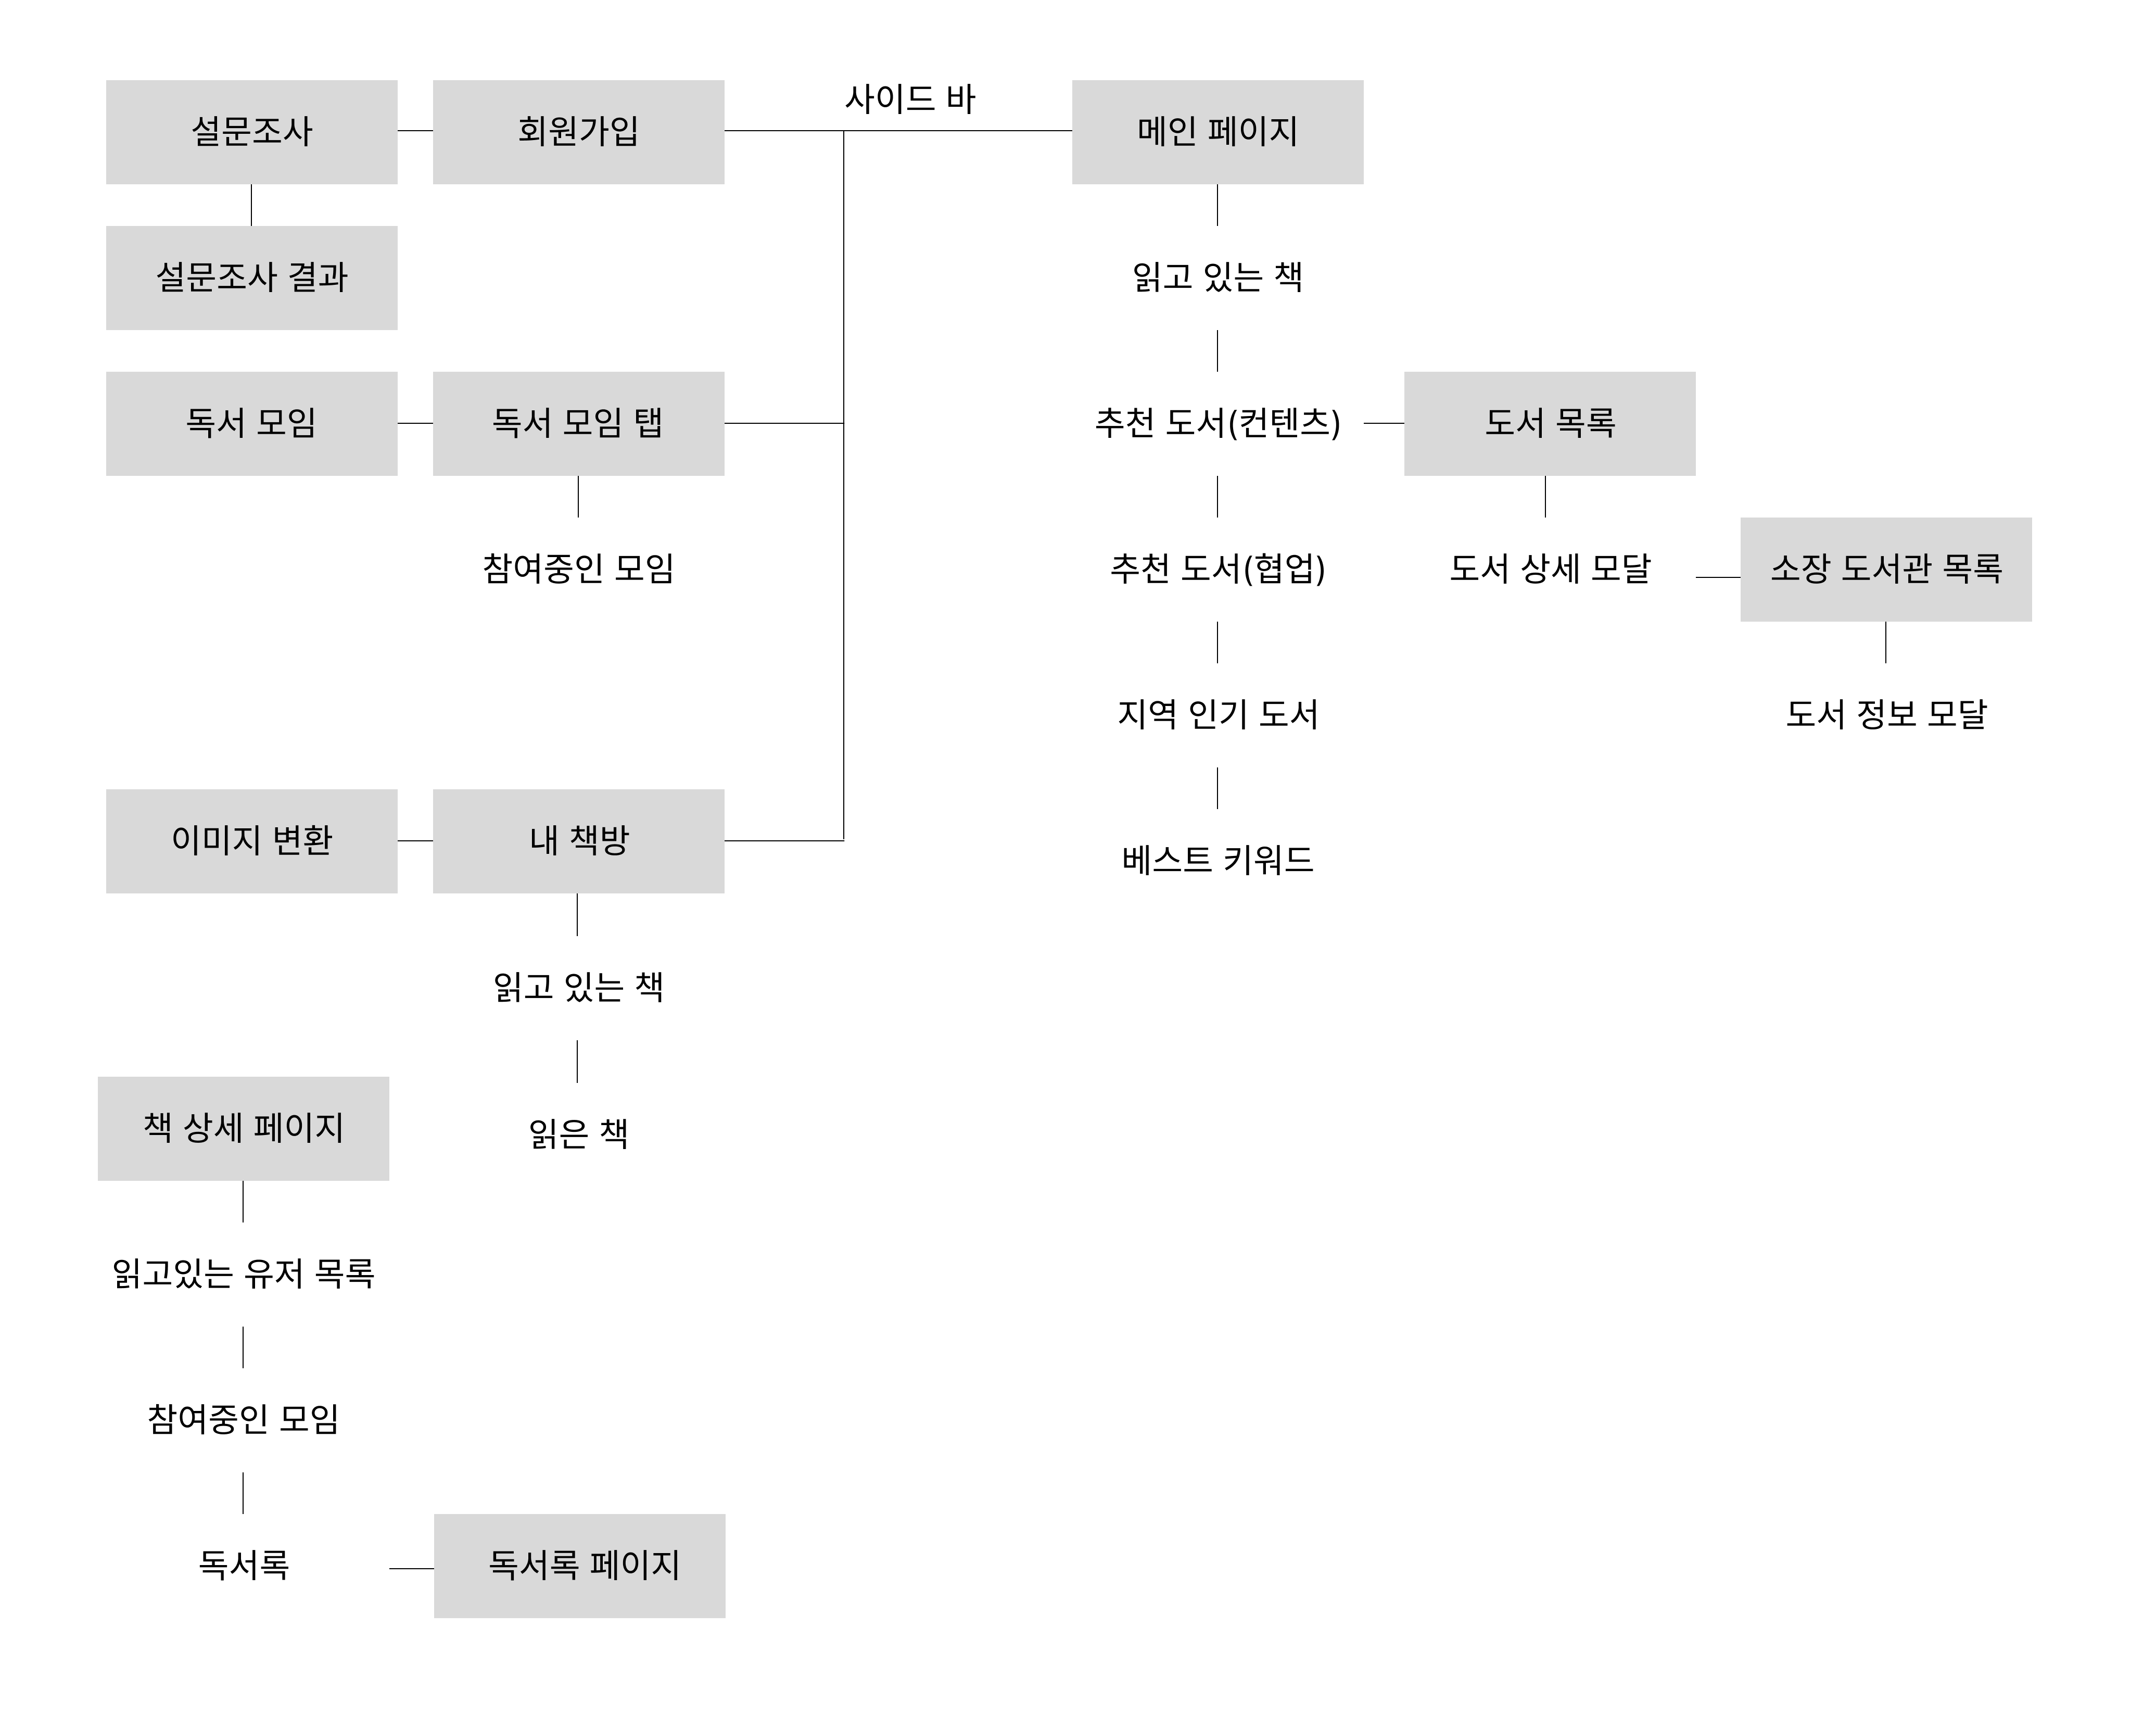 사이드 바
설문조사
회원가입
메인 페이지
설문조사 결과
읽고 있는 책
독서 모임
독서 모임 탭
추천 도서(컨텐츠)
도서 목록
참여중인 모임
추천 도서(협업)
도서 상세 모달
소장 도서관 목록
지역 인기 도서
도서 정보 모달
이미지 변환
내 책방
베스트 키워드
읽고 있는 책
책 상세 페이지
읽은 책
읽고있는 유저 목록
참여중인 모임
독서록
독서록 페이지